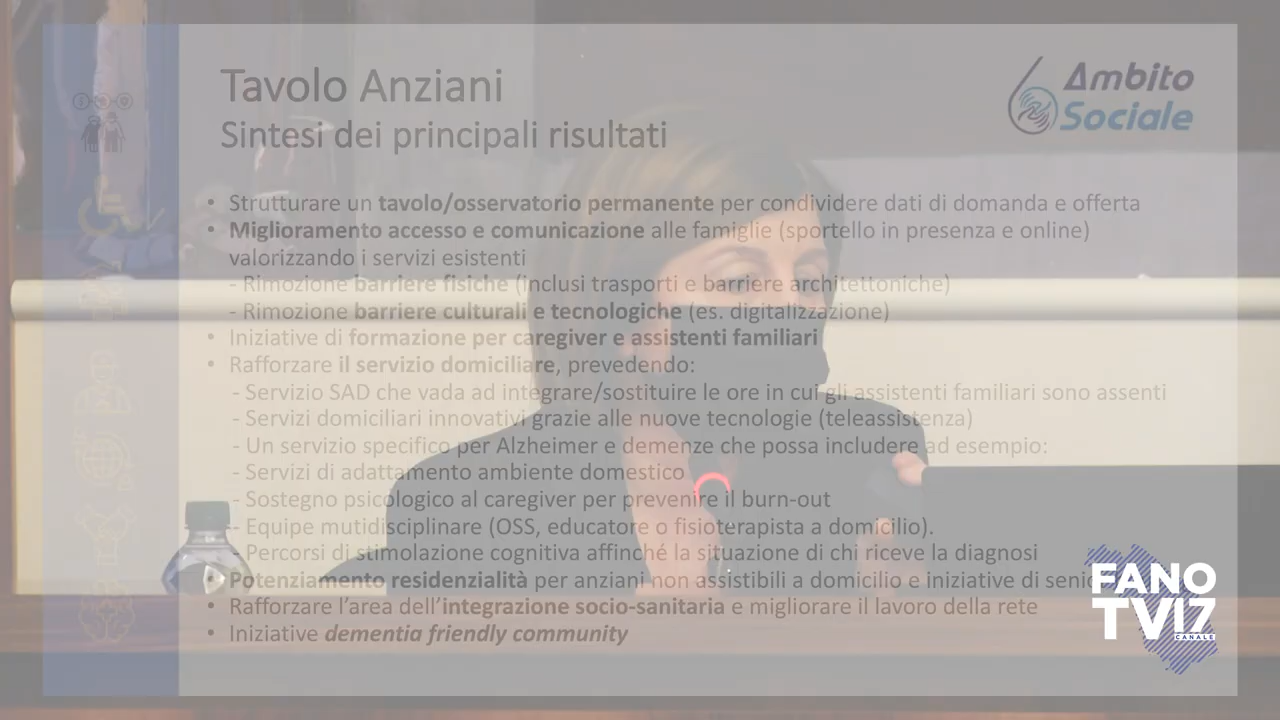 Tavolo Anziani
Sintesi dei principali risultati
6 Ambito
Sociale
• Strutturare un tavolo/osservatorio permanente per condividere dati di domanda e offerta
• Miglioramento accesso e comunicazione alle famiglie (sportello in presenza e online)
valorizzando i servizi esistenti
- Rimozione barriere fisiche (inclusi trasporti e barriere architettoniche)
- Rimozione barriere culturali e tecnologiche (es. digitalizzazione)
• Iniziative di formazione per caregiver e assistenti familiari
• Rafforzare il servizio domiciliare, prevedendo:
- Servizio SAD che vada ad integrare/sostituire le ore in cui gli assistenti familiari sono assenti
- Servizi domiciliari innovativi grazie alle nuove tecnologie (teleassistenza)
- Un servizio specifico per Alzheimer e demenze che possa includere ad esempio:
- Servizi di adattamento ambiente domestico
- Sostegno psicologico al caregiver per prevenire il burn-out
- Equipe mutidisciplinare (OSS, educatore o fisioterapista a domicilio).
- Percorsi di stimolazione cognitiva affinché la situazione di chi riceve la diagnosi
• Potenziamento residenzialità per anziani non assistibili a domicilio e iniziative di
• Rafforzare l'area dell'integrazione socio-sanitaria e migliorare il lavoro della rete
• Iniziative dementia friendly community
FANO
TV17
CANALE